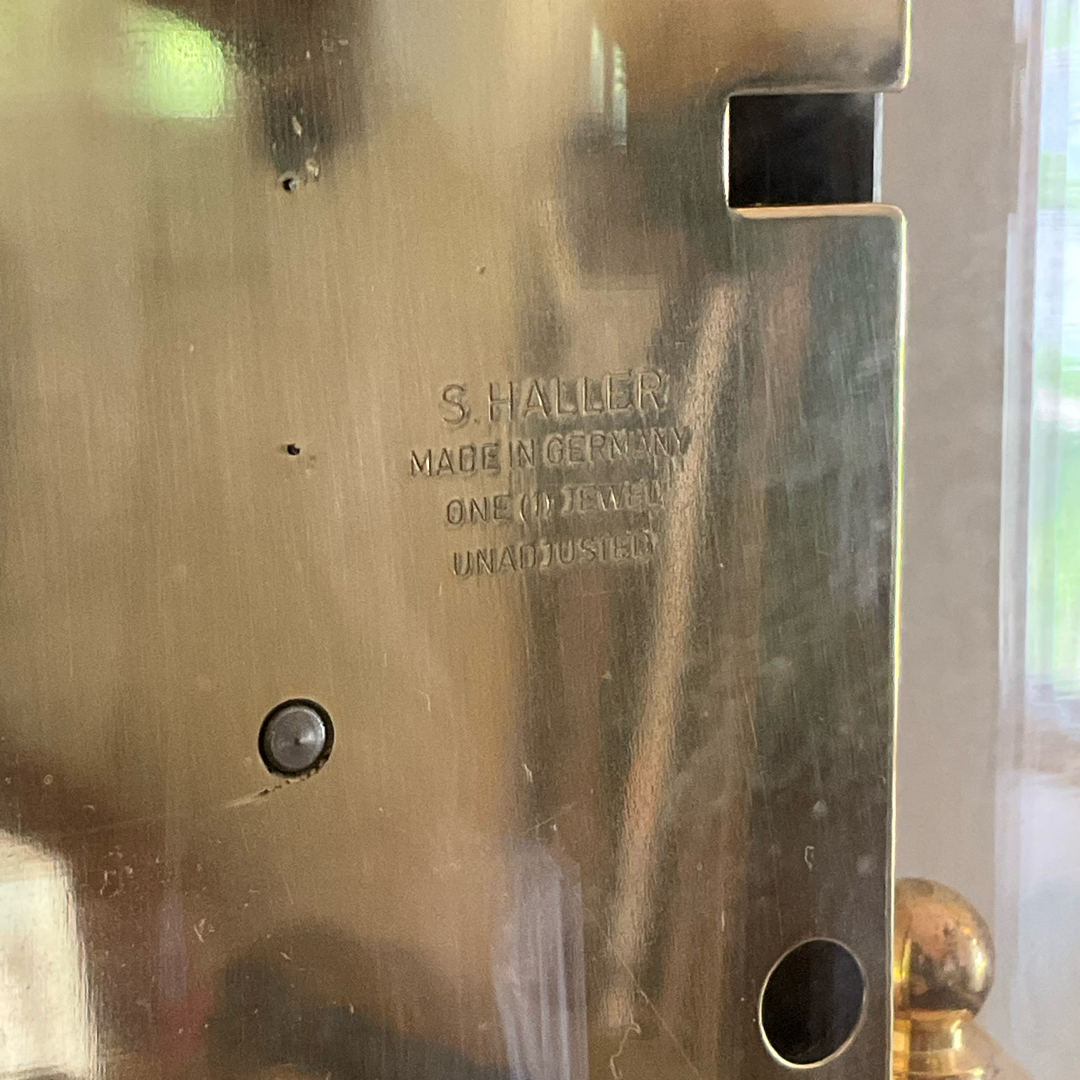 S. HALLER
MADE IN GERMANY
ONE (1) JEWEL
UNADJUSTED